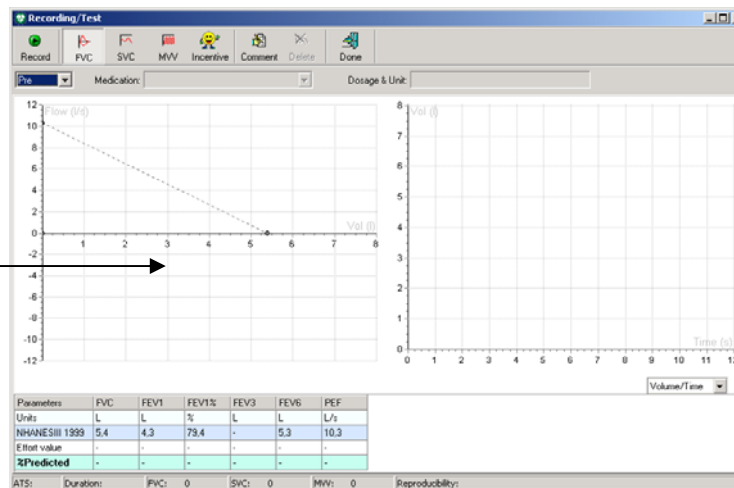 Recording/Test
Record FVC SVC MVV Incentive Comment Delete Done
Pre Medication: Dosage & Unit:
12 Flow (l/s)
10
8
6
4
2
0
1 2 3 4 5 6 7 8
Vol (l)
-2
-4
-6
-8
-10
-12
8 Vol (l)
7
6
5
4
3
2
1
0
0 1 2 3 4 5 6 7 8 9 10 11 12
Time (s)
Volume/Time
Parameters FVC FEV1 FEV1% FEV3 FEV6 PEF
Units L L % L L L/s
NHANESIII 1999 5,4 4,3 79,4 - 5,3 10,3
Effort value - - - - - -
%Predicted - - - - - -
ATS: Duration: FVC: 0 SVC: 0 MVV: 0 Reproducibility: